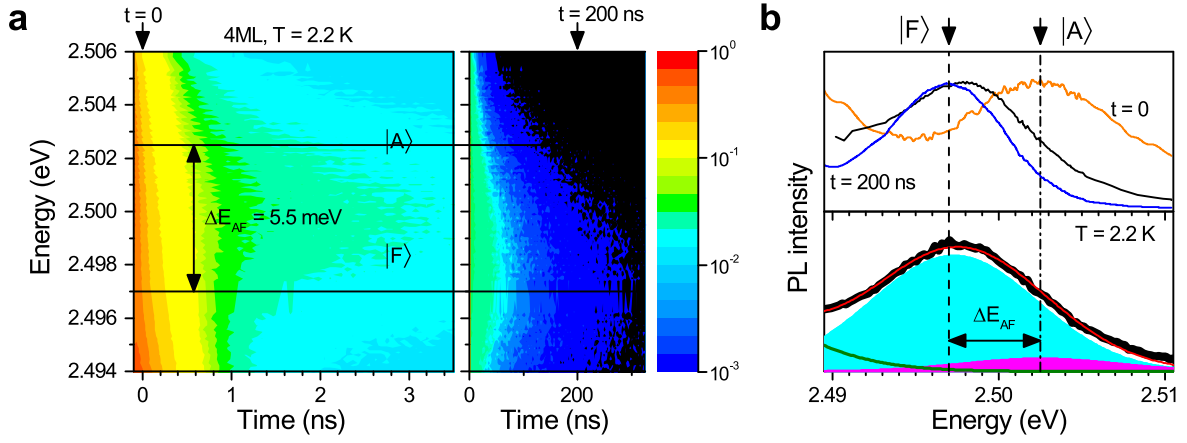 a
t = 0
4ML, T = 2.2 K
t = 200 ns
2.506
2.504
2.502
2.500
2.498
2.496
2.494
Energy (eV)
|A⟩
ΔE_AF = 5.5 meV
|F⟩
0
1
2
3
Time (ns)
0
200
Time (ns)
10^0
10^-1
10^-2
10^-3
b
|F⟩
|A⟩
t = 0
t = 200 ns
T = 2.2 K
ΔE_AF
PL intensity
2.49
2.50
2.51
Energy (eV)